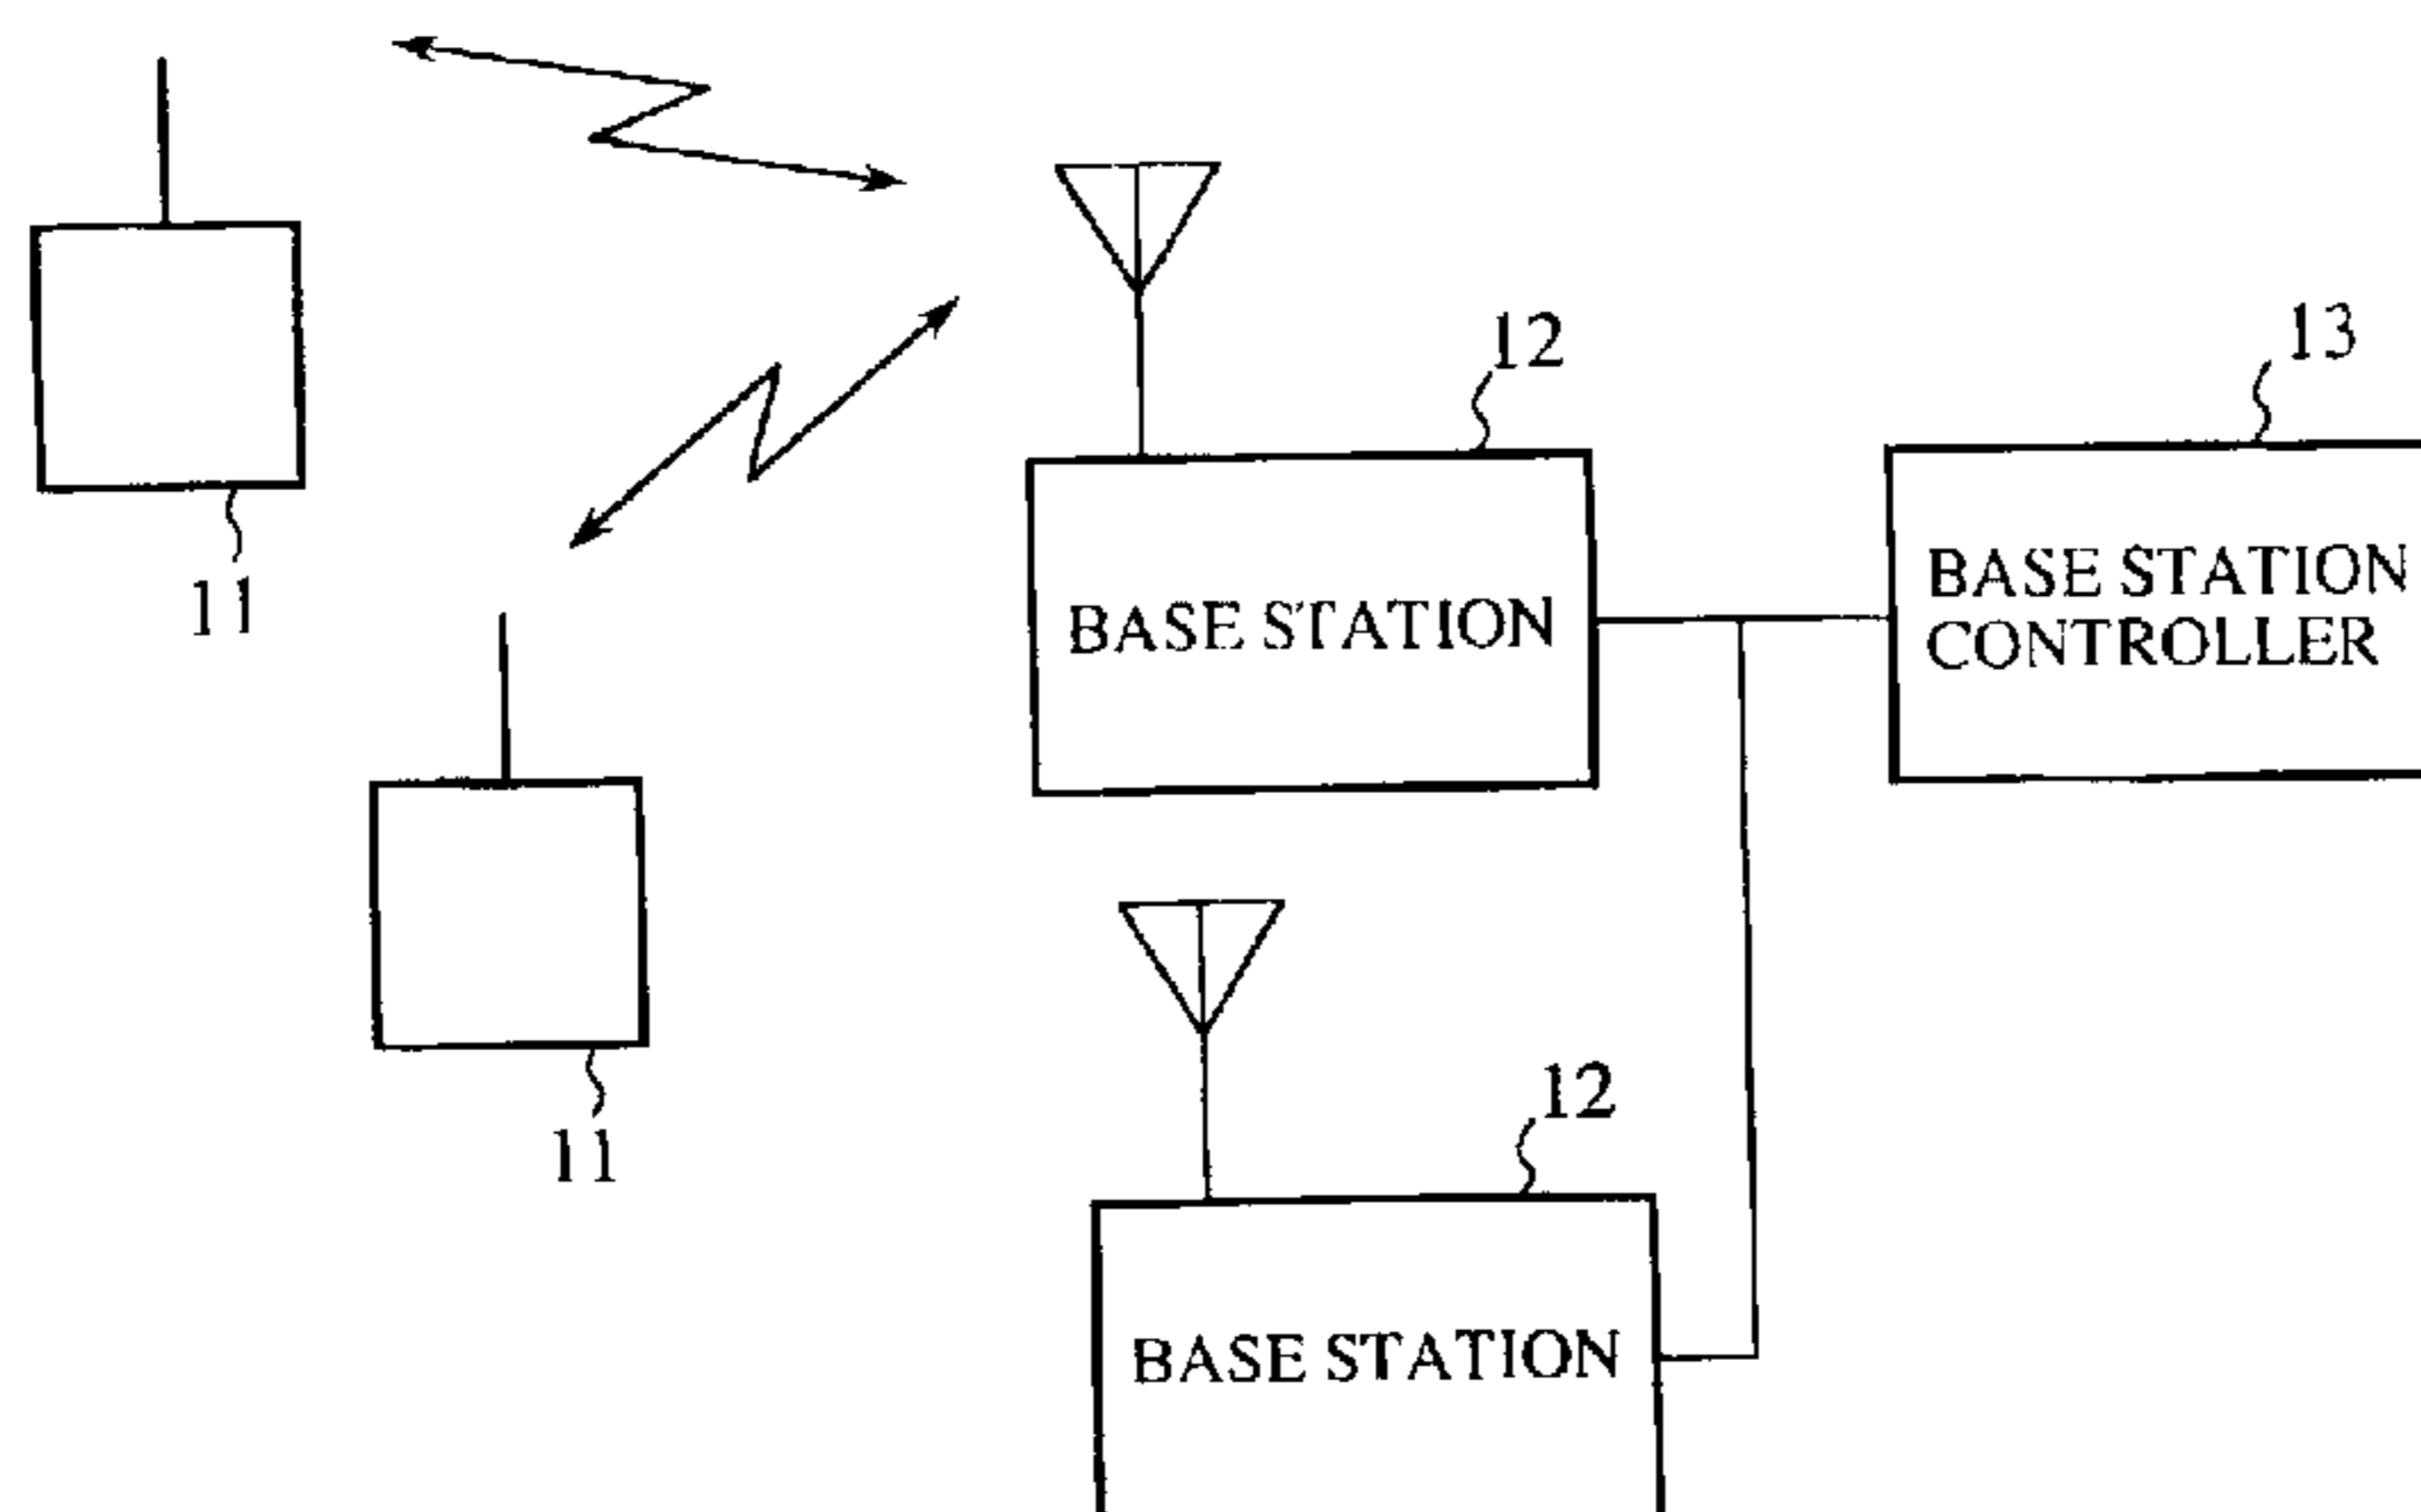 12
13
11
BASE STATION
BASE STATION
CONTROLLER
11
12
BASE STATION